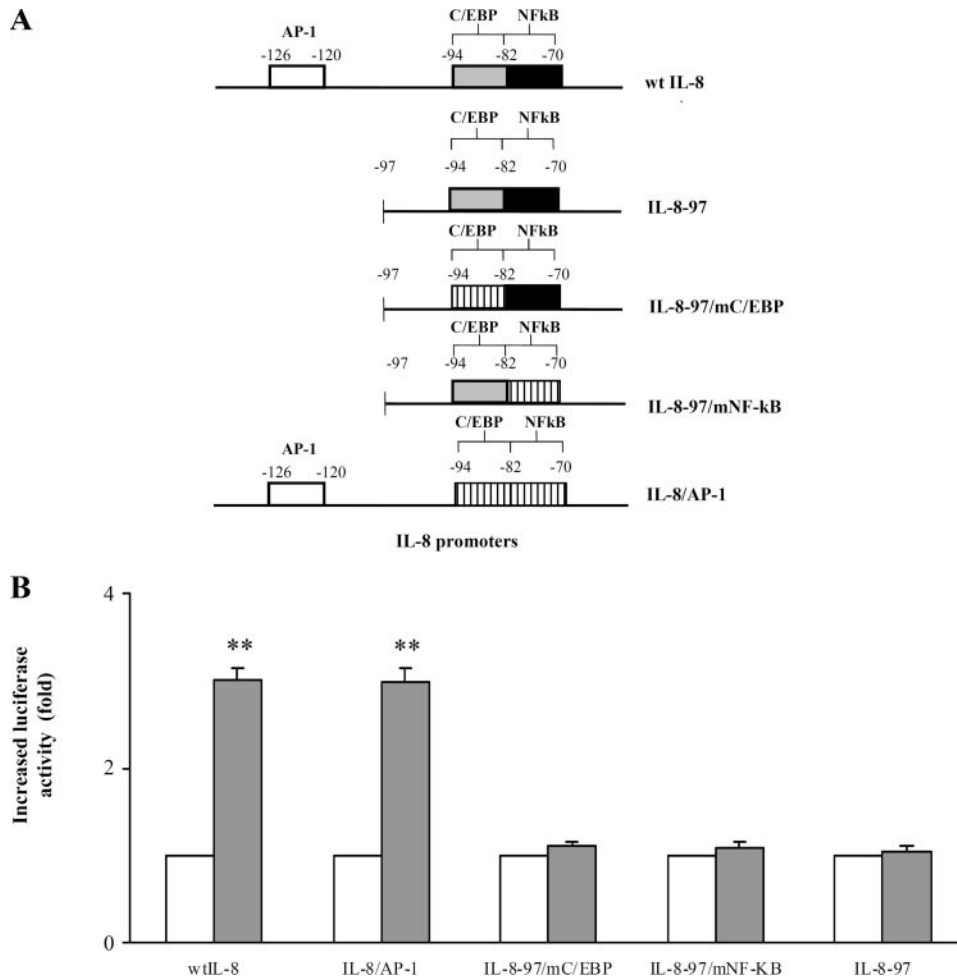 A
C/EBP NFkB
AP-1
-126 -120 -94 -82 -70
wt IL-8
C/EBP NFkB
-97 -94 -82 -70
IL-8-97
C/EBP NFkB
-97 -94 -82 -70
IL-8-97/mC/EBP
C/EBP NFkB
-97 -94 -82 -70
IL-8-97/mNF-kB
C/EBP NFkB
AP-1
-126 -120 -94 -82 -70
IL-8/AP-1
IL-8 promoters
B
Increased luciferase
activity (fold)
4
2
0
** **
wtIL-8 IL-8/AP-1 IL-8-97/mC/EBP IL-8-97/mNF-KB IL-8-97